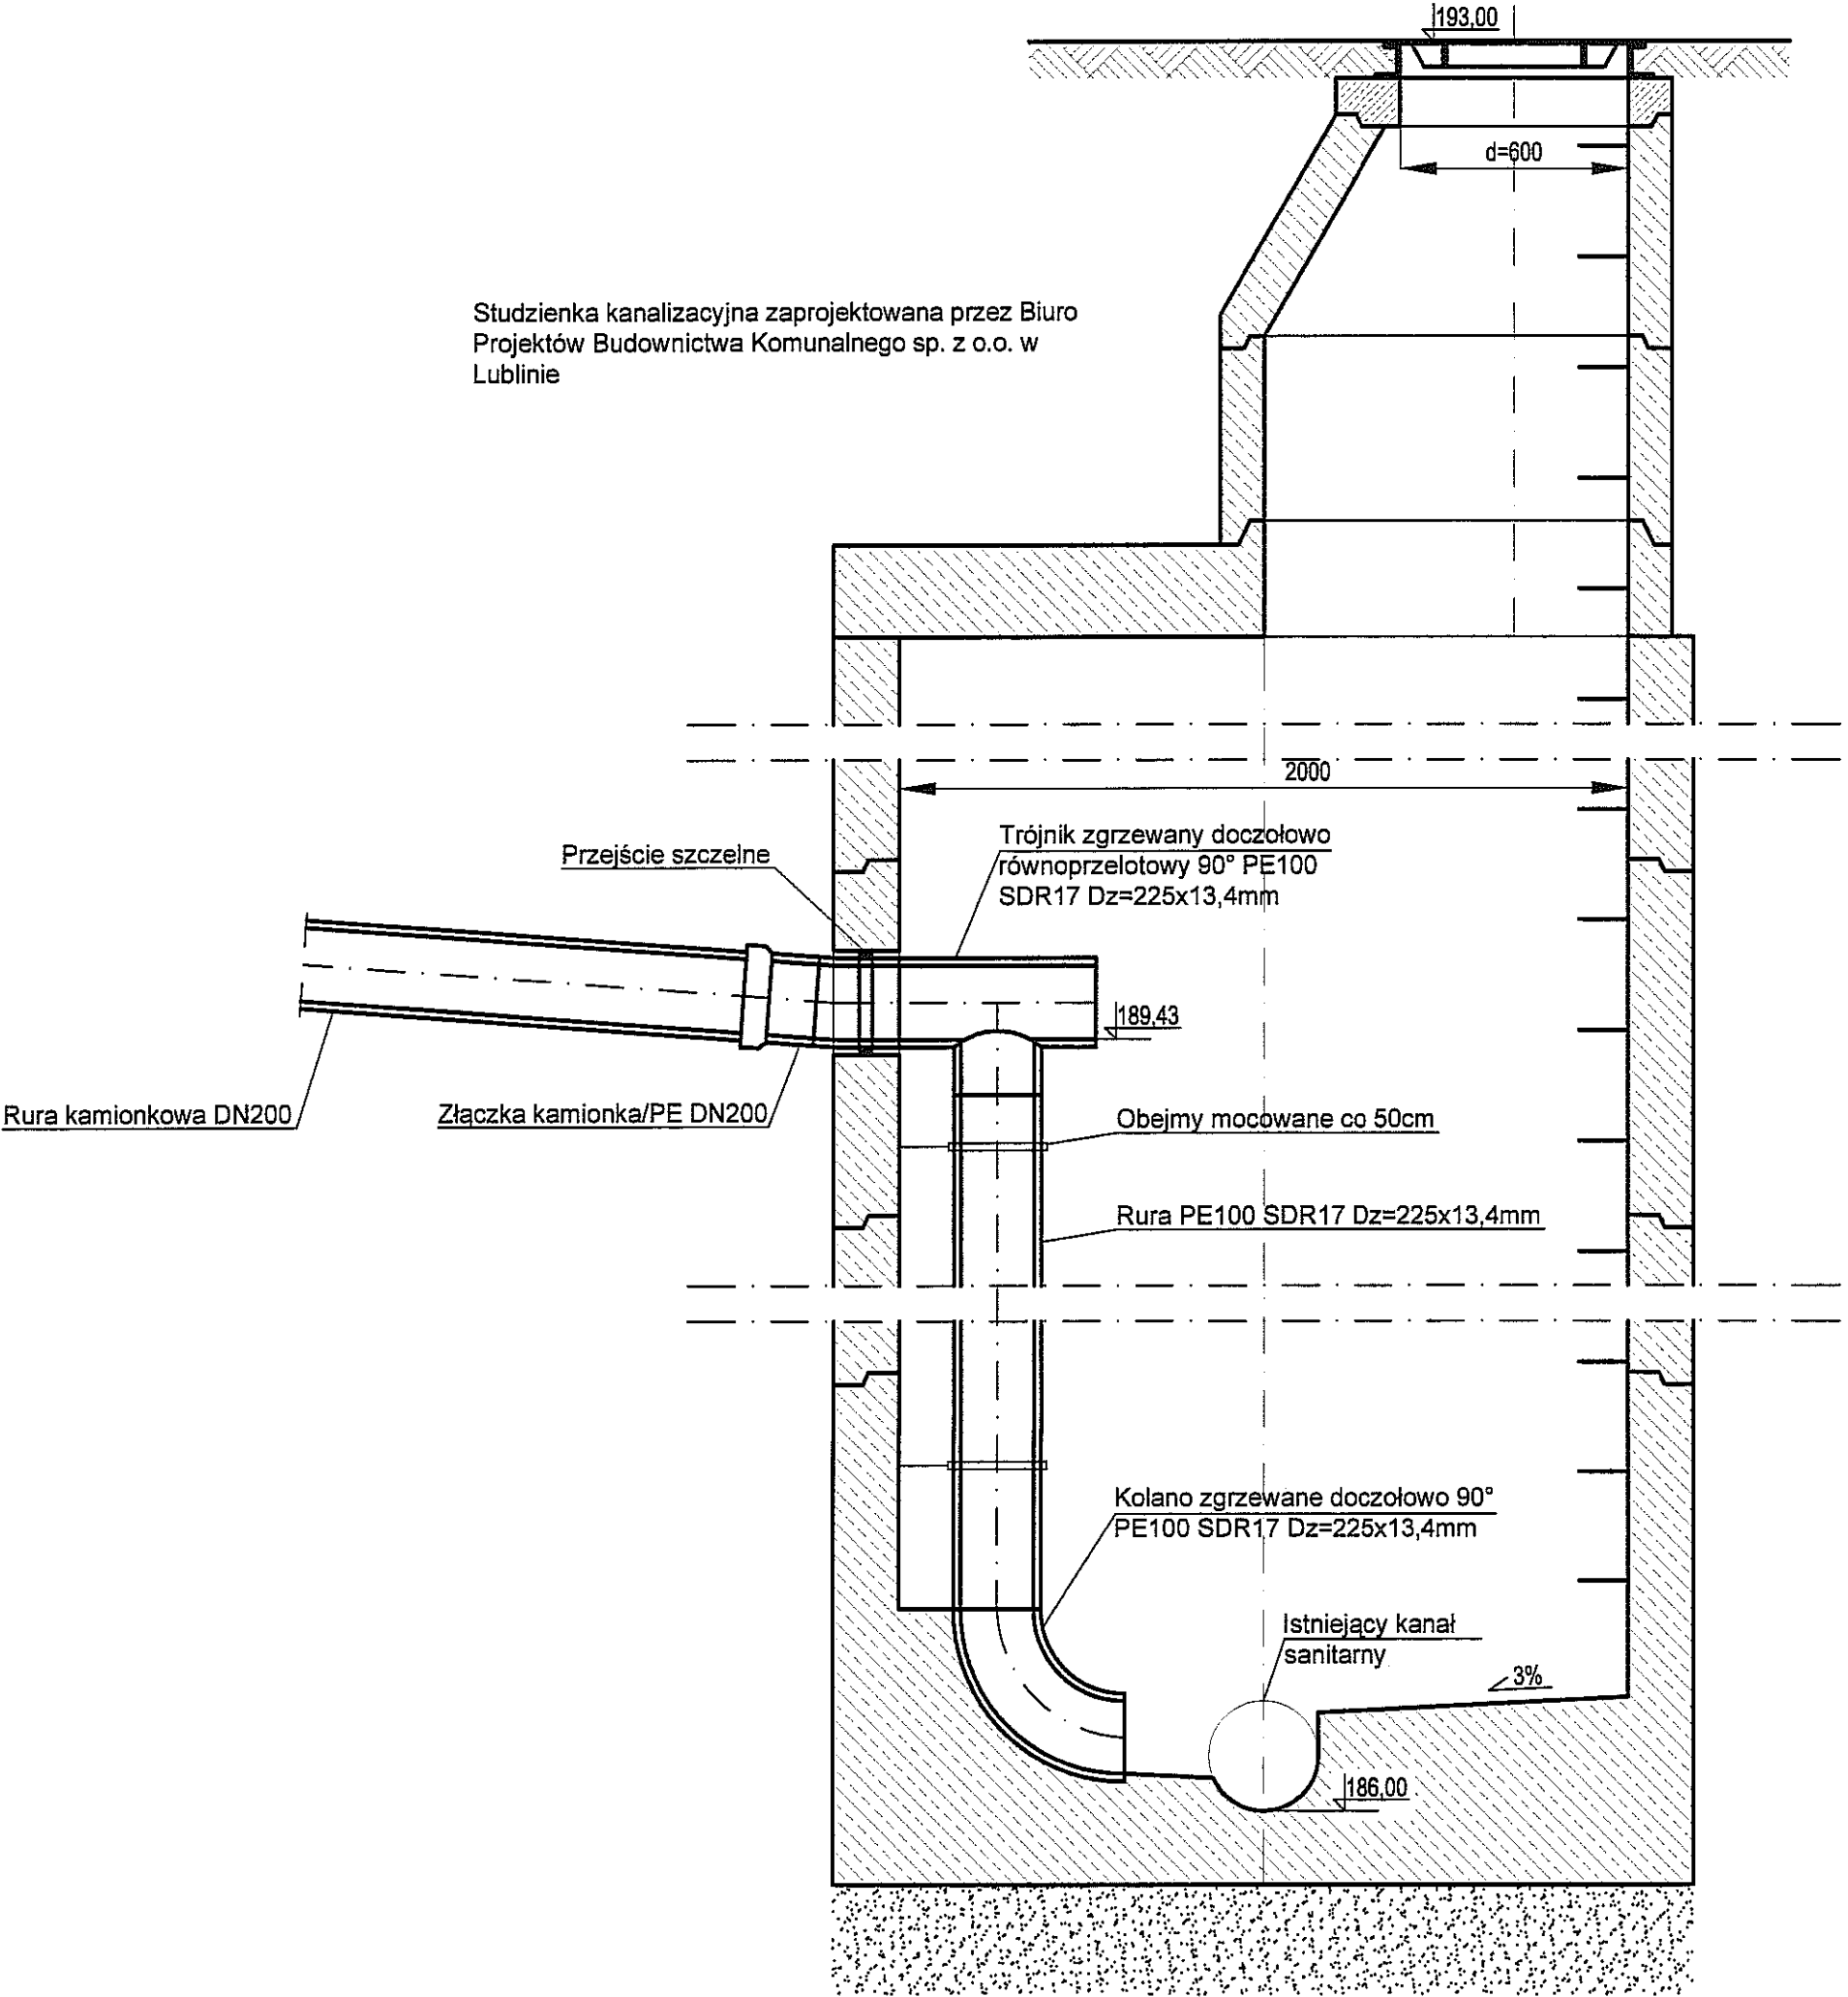 193,00
d=600
Studzienka kanalizacyjna zaprojektowana przez Biuro
Projektów Budownictwa Komunalnego sp. z o.o. w
Lublinie
2000
Przejście szczelne
Trójnik zgrzewany doczołowo
równoprzelotowy 90° PE100
SDR17 Dz=225x13,4mm
189,43
Rura kamionkowa DN200
Złączka kamionka/PE DN200
Obejmy mocowane co 50cm
Rura PE100 SDR17 Dz=225x13,4mm
Kolano zgrzewane doczołowo 90°
PE100 SDR17 Dz=225x13,4mm
Istniejący kanał
sanitarny
3%
186,00